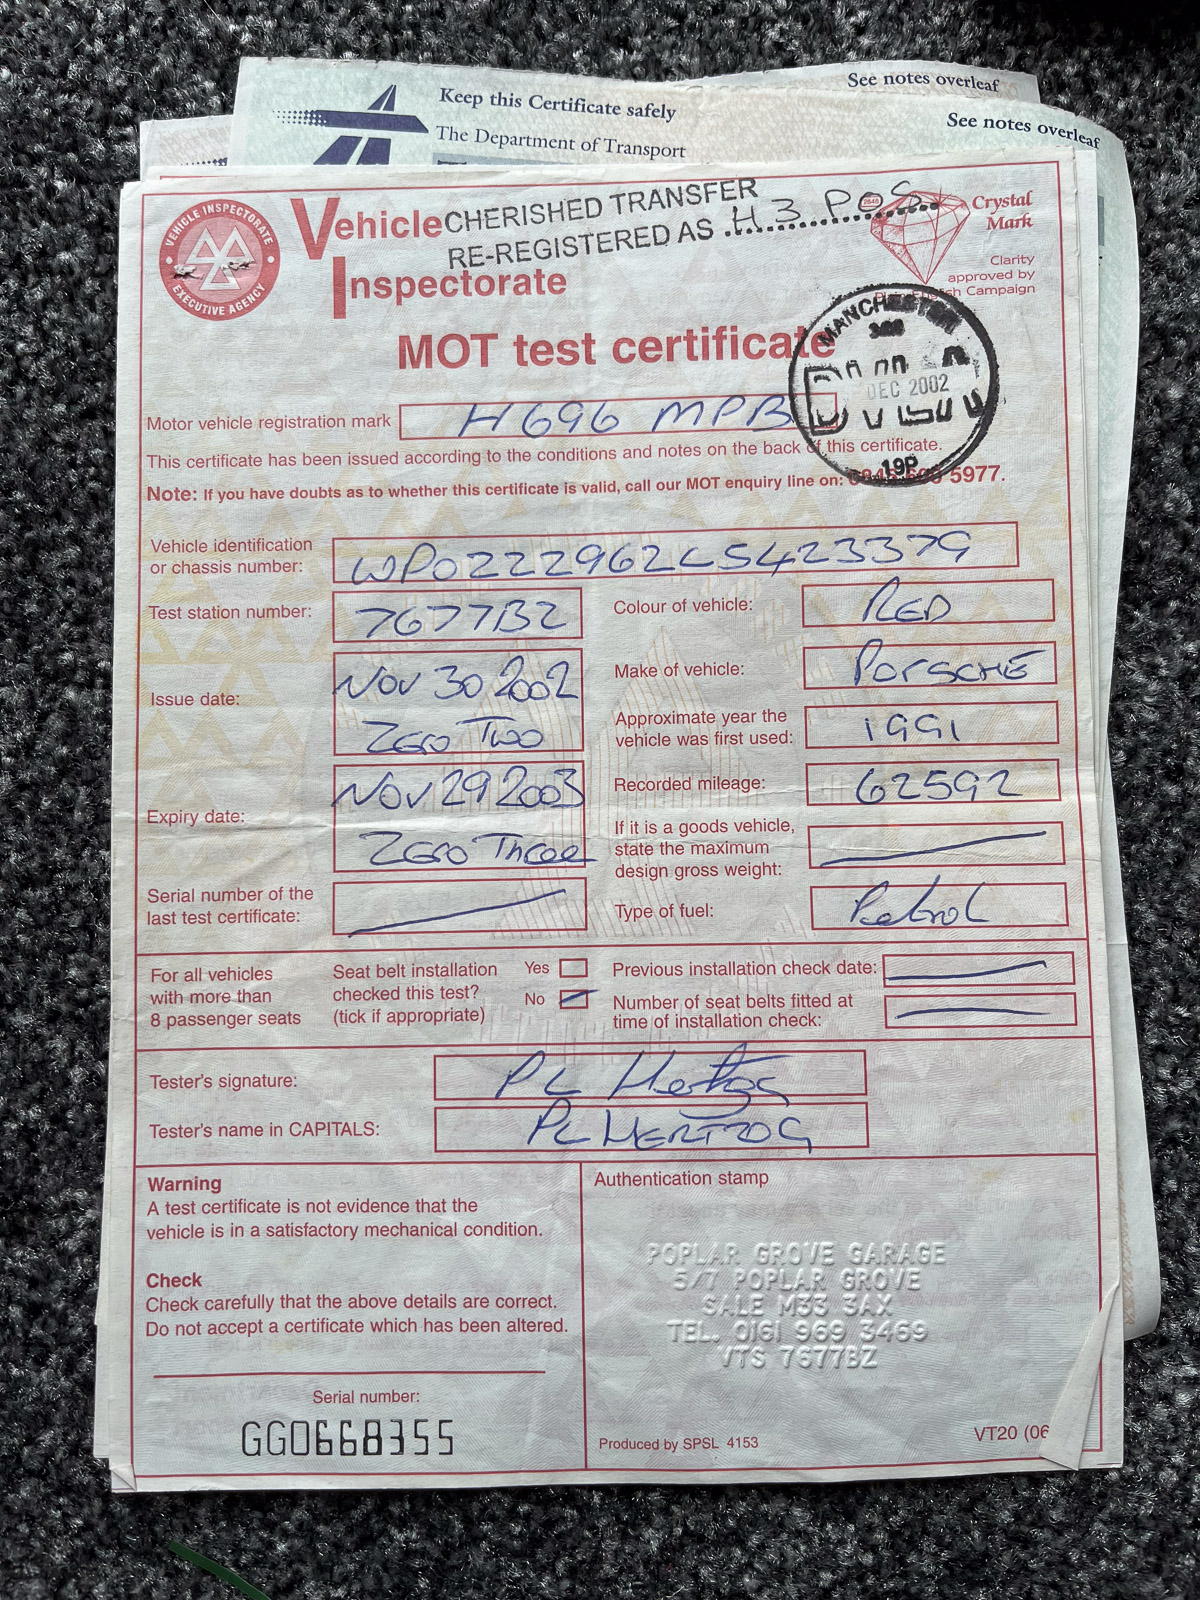 See notes overleaf
Keep this Certificate safely
See notes overleaf
The Department of Transport
VEHICLE INSPECTORATE
EXECUTIVE AGENCY
Vehicle
Inspectorate
CHERISHED TRANSFER
RE-REGISTERED AS H3 POS
Crystal
Mark
Clarity
approved by
English Campaign
MOT test certificate
MANCHESTER
DEC 2002
19P
Motor vehicle registration mark H696 MPB
This certificate has been issued according to the conditions and notes on the back of this certificate.
Note: If you have doubts as to whether this certificate is valid, call our MOT enquiry line on: 5977.
Vehicle identification
or chassis number: WP0ZZZ96ZLS423379
Test station number: 7677BZ
Colour of vehicle: RED
Issue date: NOV 30 2002
ZERO TWO
Make of vehicle: PORSCHE
Approximate year the
vehicle was first used: 1991
Expiry date: NOV 29 2003
ZERO THREE
Recorded mileage: 62592
If it is a goods vehicle,
state the maximum
design gross weight:
Serial number of the
last test certificate:
Type of fuel: Petrol
For all vehicles
with more than
8 passenger seats
Seat belt installation
checked this test?
(tick if appropriate)
Yes
No
Previous installation check date:
Number of seat belts fitted at
time of installation check:
Tester's signature: PL Hertzog
Tester's name in CAPITALS: PL HERTZOG
Warning
A test certificate is not evidence that the
vehicle is in a satisfactory mechanical condition.
Check
Check carefully that the above details are correct.
Do not accept a certificate which has been altered.
Serial number:
GG0668355
Authentication stamp
POPLAR GROVE GARAGE
5/7 POPLAR GROVE
SALE M33 3AX
TEL. 0161 969 3469
VTS 7677BZ
Produced by SPSL 4153
VT20 (06